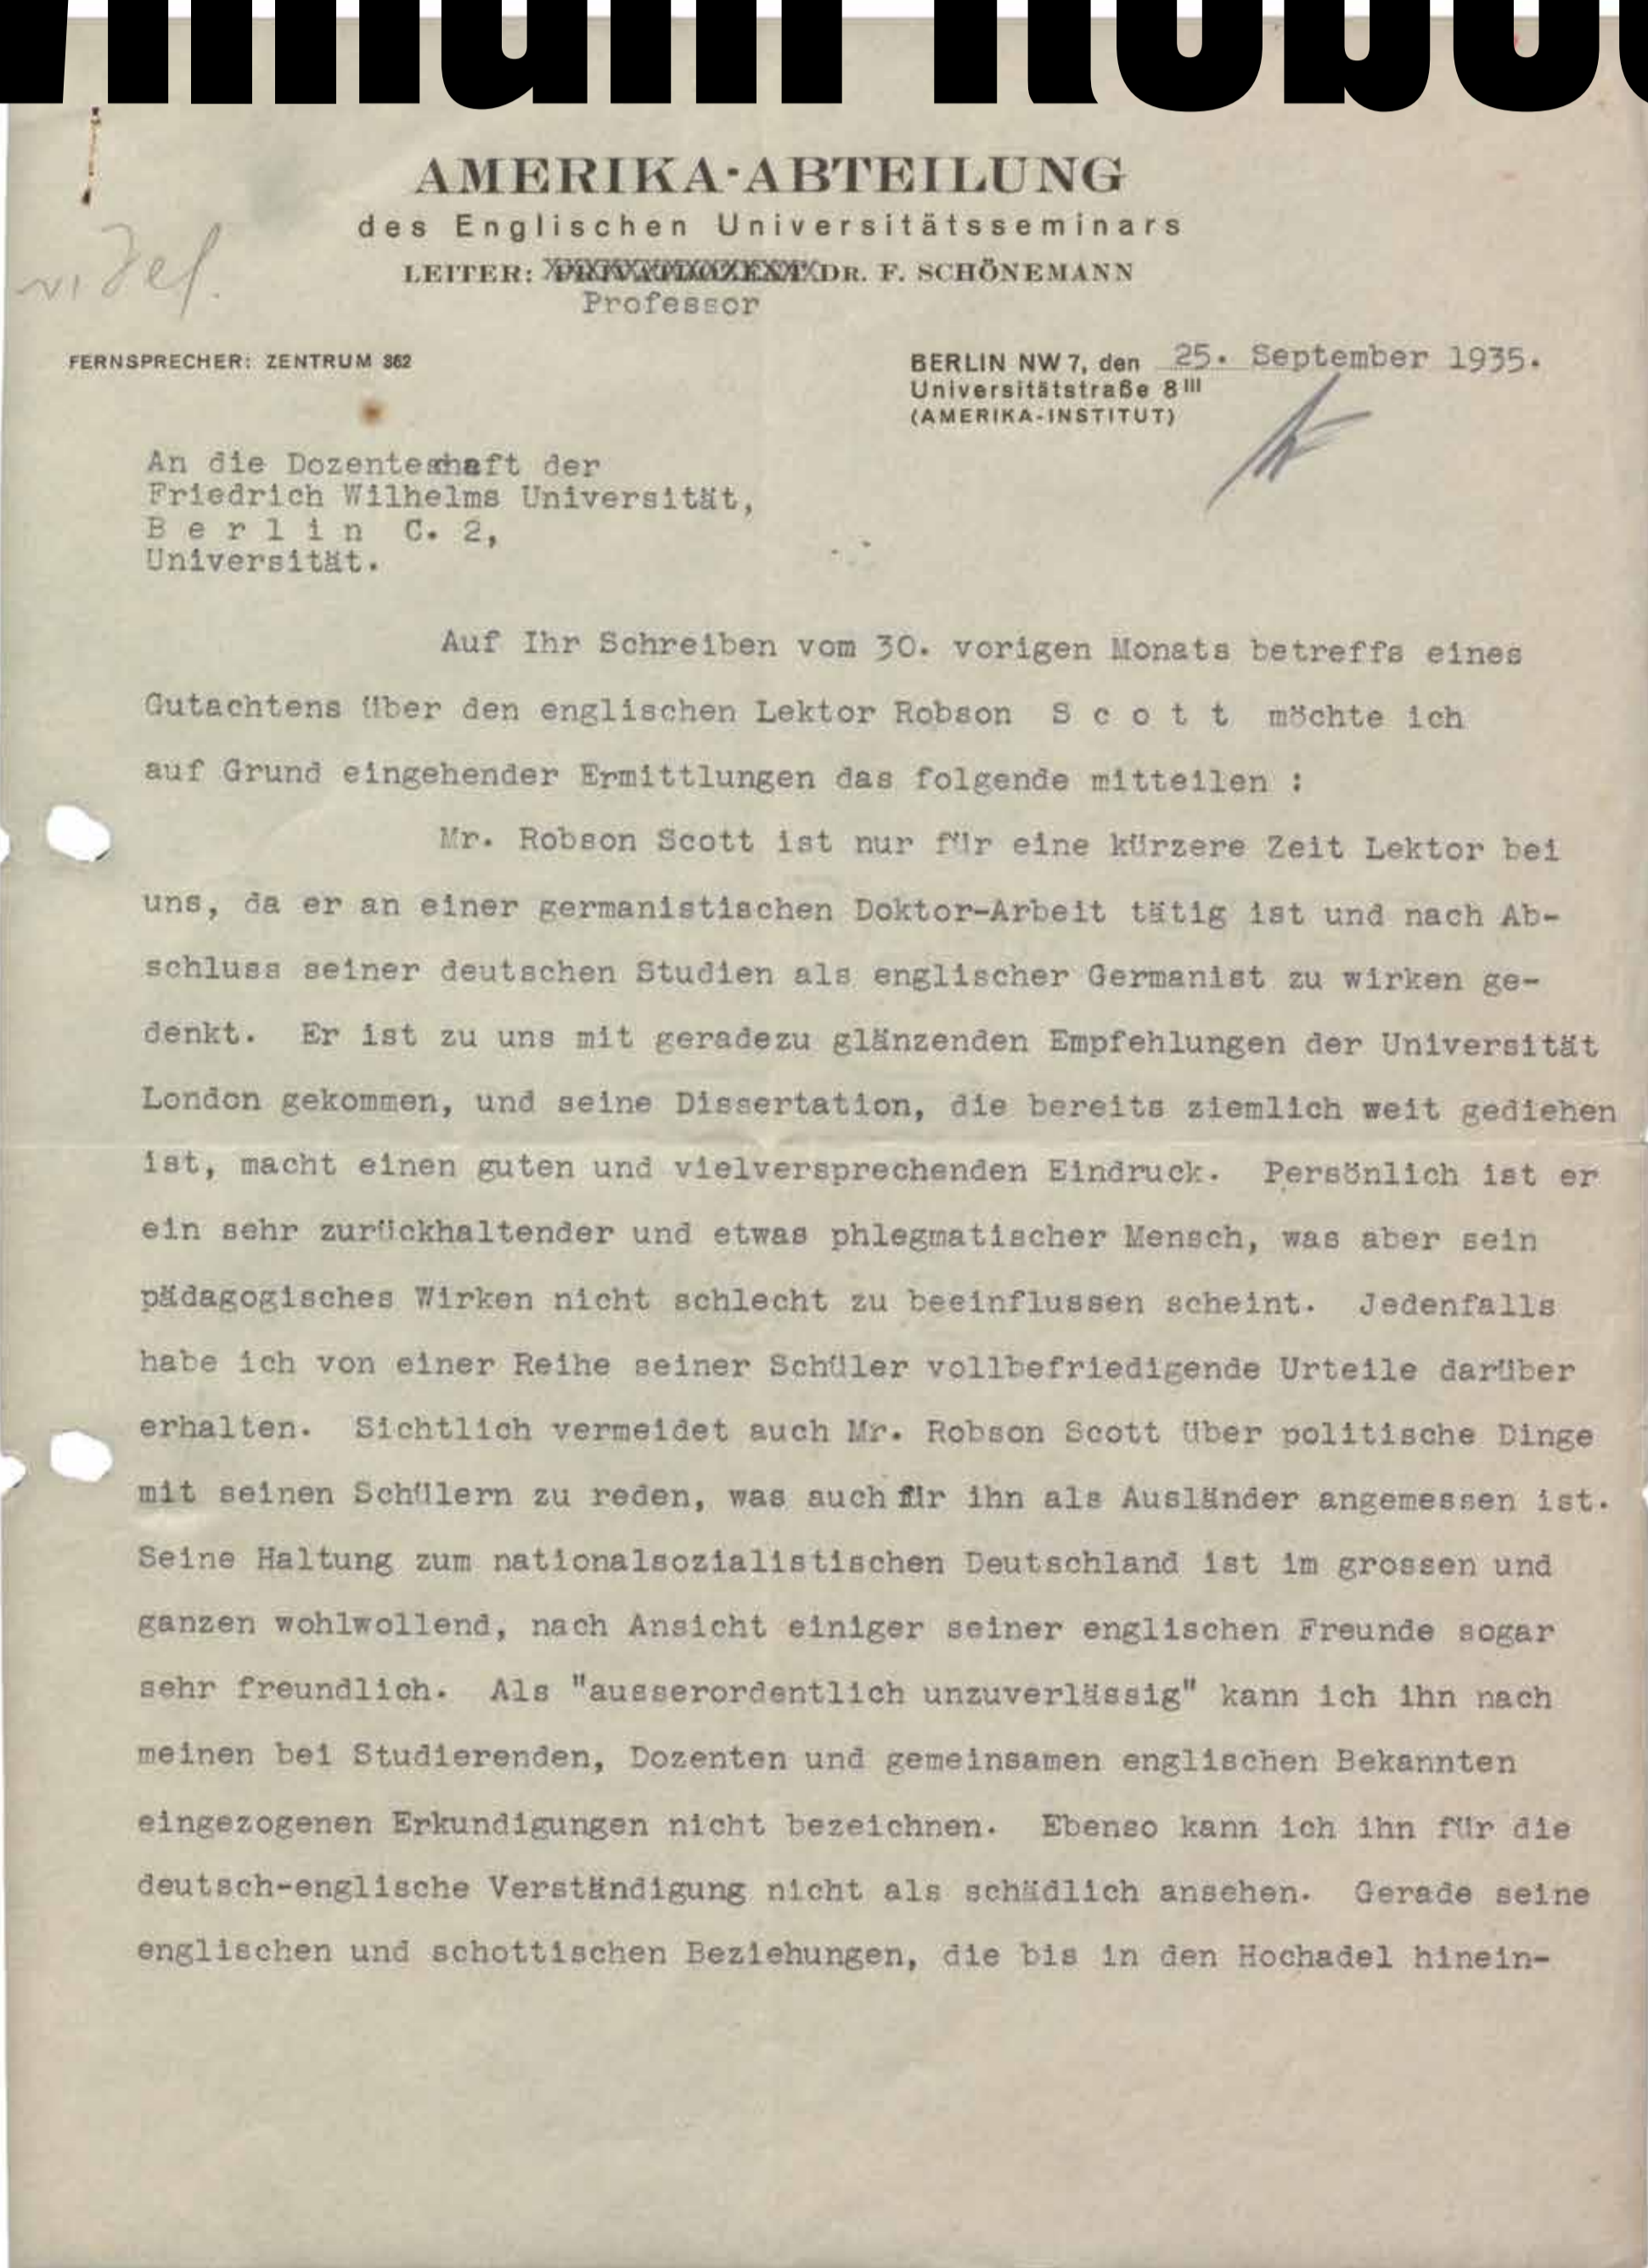 AMERIKA-ABTEILUNG
des Englischen Universitätsseminars
LEITER: DR. F. SCHÖNEMANN
Professor
FERNSPRECHER: ZENTRUM 362
BERLIN NW 7, den 25. September 1935.
Universitätstraße 8 III
(AMERIKA-INSTITUT)
An die Dozenteshaft der
Friedrich Wilhelms Universität,
B e r l i n C. 2,
Universität.
Auf Ihr Schreiben vom 30. vorigen Monats betreffs eines
Gutachtens über den englischen Lektor Robson S c o t t möchte ich
auf Grund eingehender Ermittlungen das folgende mitteilen :
Mr. Robson Scott ist nur für eine kürzere Zeit Lektor bei
uns, da er an einer germanistischen Doktor-Arbeit tätig ist und nach Ab-
schluss seiner deutschen Studien als englischer Germanist zu wirken ge-
denkt. Er ist zu uns mit geradezu glänzenden Empfehlungen der Universität
London gekommen, und seine Dissertation, die bereits ziemlich weit gediehen
ist, macht einen guten und vielversprechenden Eindruck. Persönlich ist er
ein sehr zurückhaltender und etwas phlegmatischer Mensch, was aber sein
pädagogisches Wirken nicht schlecht zu beeinflussen scheint. Jedenfalls
habe ich von einer Reihe seiner Schüler vollbefriedigende Urteile darüber
erhalten. Sichtlich vermeidet auch Mr. Robson Scott über politische Dinge
mit seinen Schülern zu reden, was auch für ihn als Ausländer angemessen ist.
Seine Haltung zum nationalsozialistischen Deutschland ist im grossen und
ganzen wohlwollend, nach Ansicht einiger seiner englischen Freunde sogar
sehr freundlich. Als "ausserordentlich unzuverlässig" kann ich ihn nach
meinen bei Studierenden, Dozenten und gemeinsamen englischen Bekannten
eingezogenen Erkundigungen nicht bezeichnen. Ebenso kann ich ihn für die
deutsch-englische Verständigung nicht als schädlich ansehen. Gerade seine
englischen und schottischen Beziehungen, die bis in den Hochadel hinein-